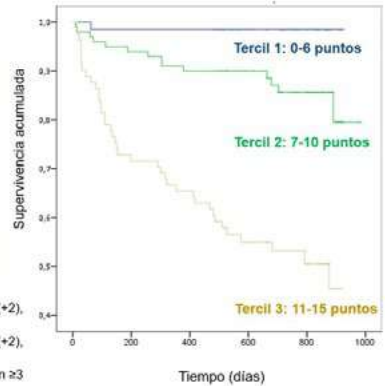 Supervivencia acumulada
1,0
0,9
0,8
0,7
0,6
0,5
0,4
Tercil 1: 0-6 puntos
Tercil 2: 7-10 puntos
Tercil 3: 11-15 puntos
+2),
+2),
n ≥3
0 200 400 600 800 1000
Tiempo (días)